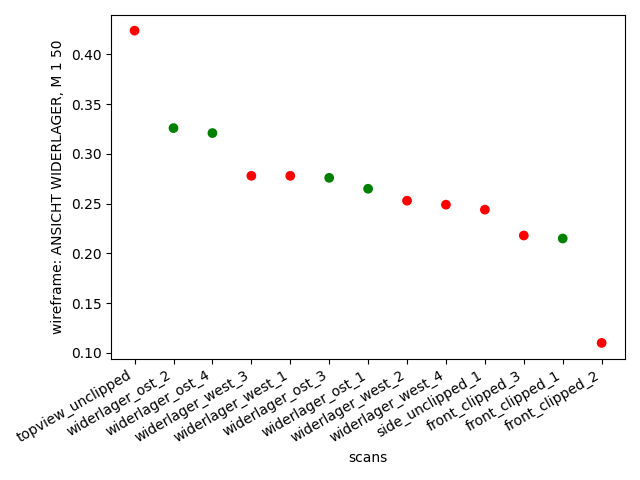 wireframe: ANSICHT WIDERLAGER, M 1 50
0.40
0.35
0.30
0.25
0.20
0.15
0.10
topview_unclipped
widerlager_ost_2
widerlager_ost_4
widerlager_west_3
widerlager_west_1
widerlager_ost_3
widerlager_ost_1
widerlager_west_2
widerlager_west_4
side_unclipped_1
front_clipped_3
front_clipped_1
front_clipped_2
scans